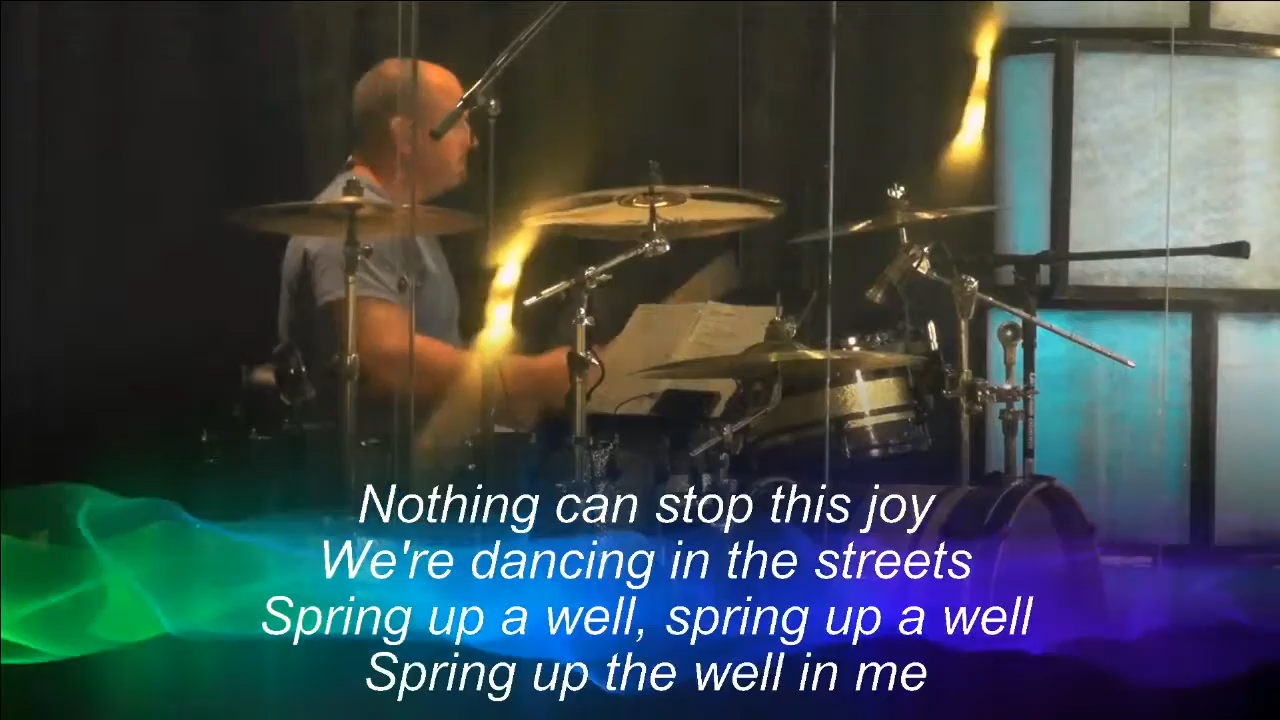 Nothing can stop this joy
We're dancing in the streets
Spring up a well, spring up a well
Spring up the well in me